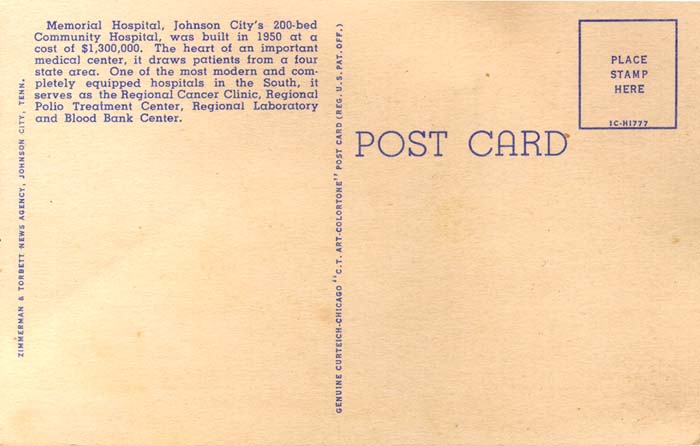 Memorial Hospital, Johnson City's 200-bed
Community Hospital, was built in 1950 at a
cost of $1,300,000. The heart of an important
medical center, it draws patients from a four
state area. One of the most modern and com-
pletely equipped hospitals in the South, it
serves as the Regional Cancer Clinic, Regional
Polio Treatment Center, Regional Laboratory
and Blood Bank Center.
ZIMMERMAN & TORBETT NEWS AGENCY, JOHNSON CITY, TENN.
GENUINE CURTEICH-CHICAGO "C.T. ART-COLORTONE" POST CARD (REG. U.S. PAT. OFF.)
POST CARD
PLACE
STAMP
HERE
1C-H1777